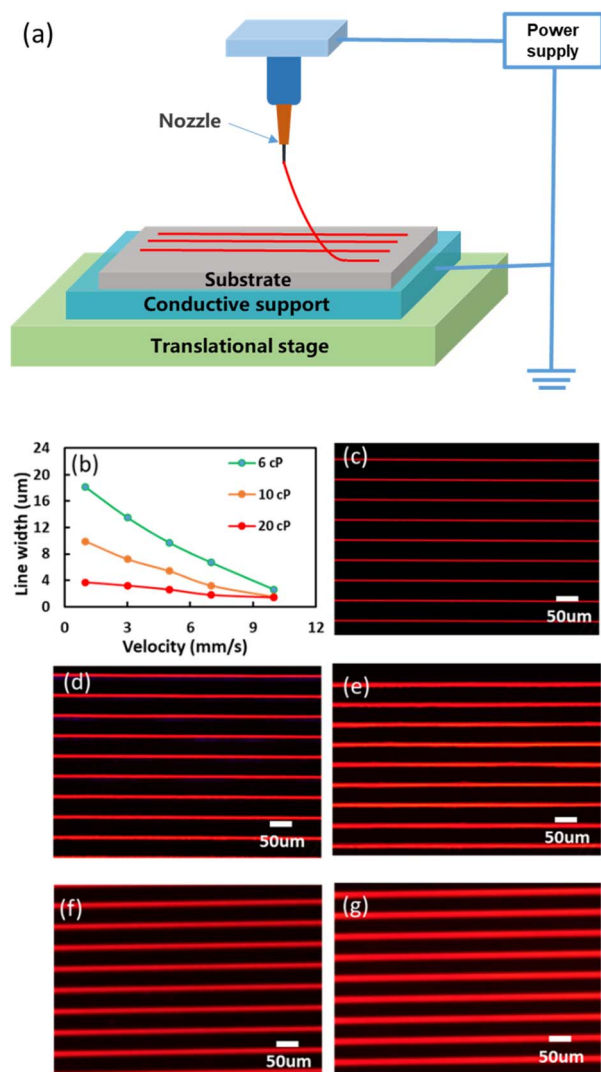 (a)
Power
supply
Nozzle
Substrate
Conductive support
Translational stage
(b)
24
20
16
12
8
4
0
Line width (um)
6 cP
10 cP
20 cP
0
3
6
9
12
Velocity (mm/s)
(c)
50um
(d)
50um
(e)
50um
(f)
50um
(g)
50um